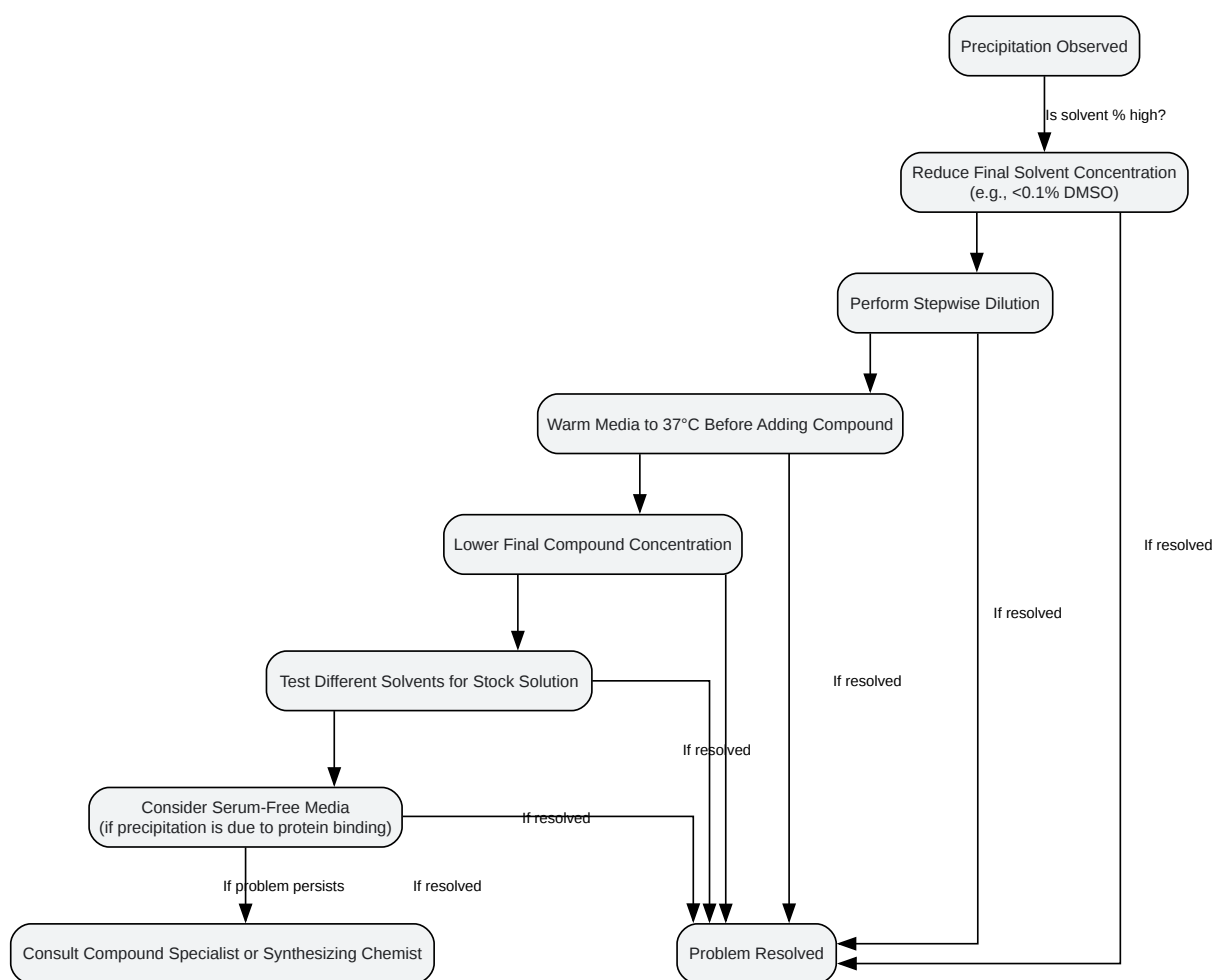 Precipitation Observed
Is solvent % high?
Reduce Final Solvent Concentration
(e.g., <0.1% DMSO)
Perform Stepwise Dilution
Warm Media to 37°C Before Adding Compound
Lower Final Compound Concentration
If resolved
If resolved
Test Different Solvents for Stock Solution
If resolved
If resolved
Consider Serum-Free Media
(if precipitation is due to protein binding)
If resolved
If problem persists
If resolved
Consult Compound Specialist or Synthesizing Chemist
Problem Resolved